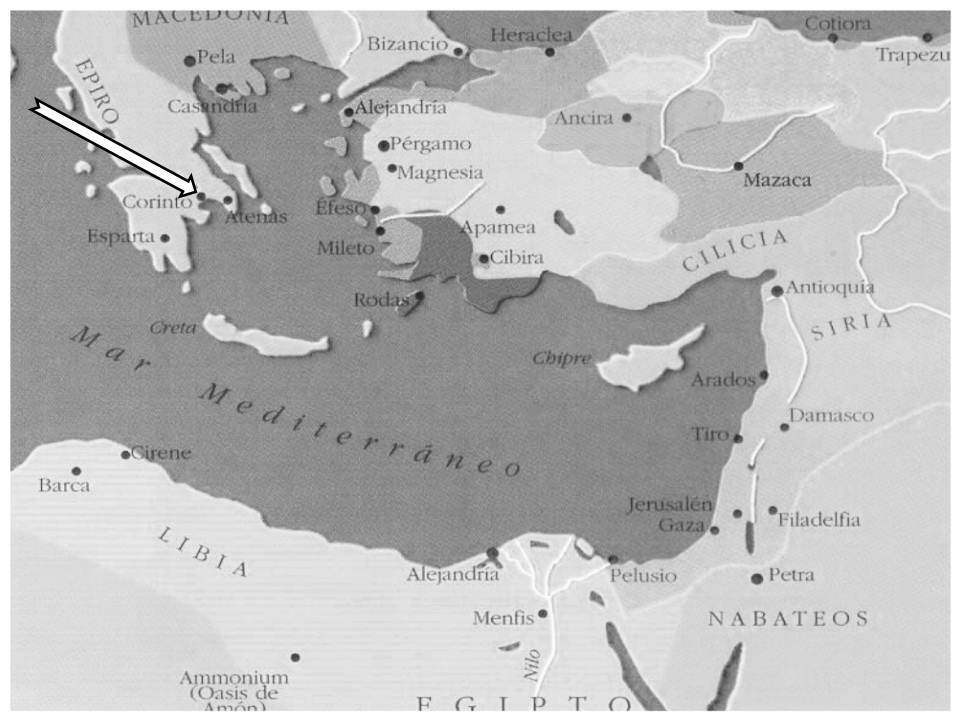 MACEDONIA
Cotiora
Heraclea
Bizancio
Trapezu
Pela
EPIRO
Casandria
Alejandría
Ancira
Pérgamo
Magnesia
Mazaca
Corinto
Atenas
Éfeso
Apamea
Esparta
Mileto
Cibira
CILICIA
Antioquía
Rodas
SIRIA
Creta
Mar Mediterráneo
Chipre
Arados
Damasco
Tiro
Cirene
Barca
Jerusalén
Gaza
Filadelfia
LIBIA
Alejandría
Pelusio
Petra
Menfis
NABATEOS
Nilo
Ammonium
(Oasis de
Amón)
EGIPTO